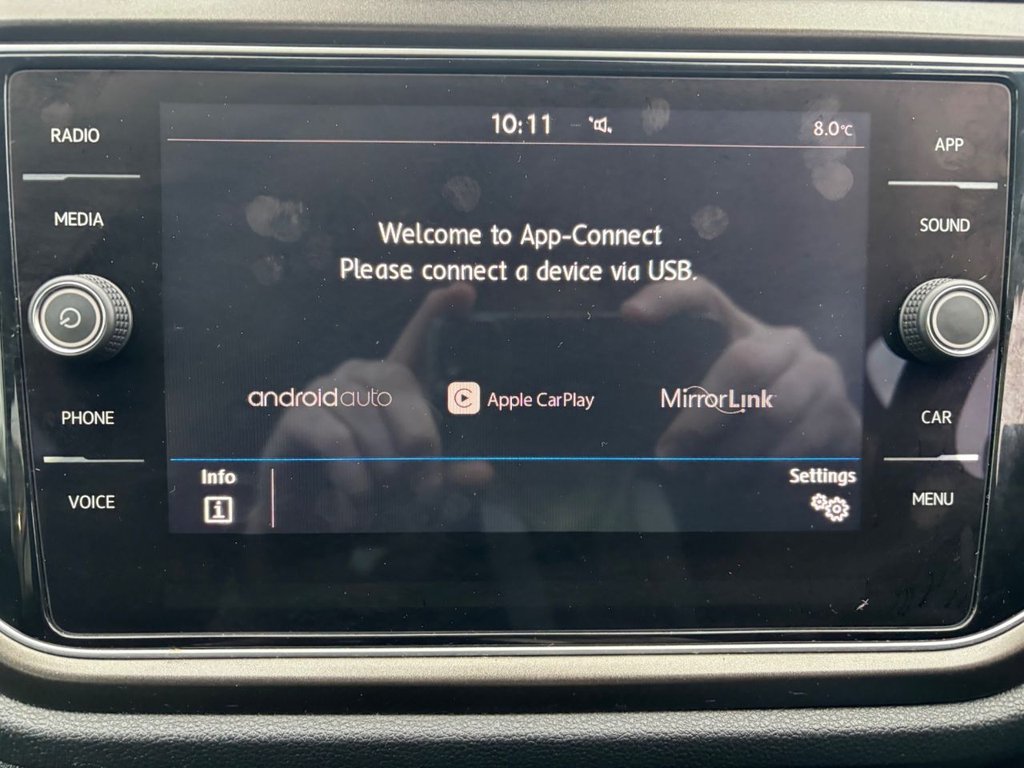 10:11
8.0°C
RADIO
MEDIA
PHONE
VOICE
APP
SOUND
CAR
MENU
Welcome to App-Connect
Please connect a device via USB.
androidauto
Apple CarPlay
MirrorLink
Info
i
Settings